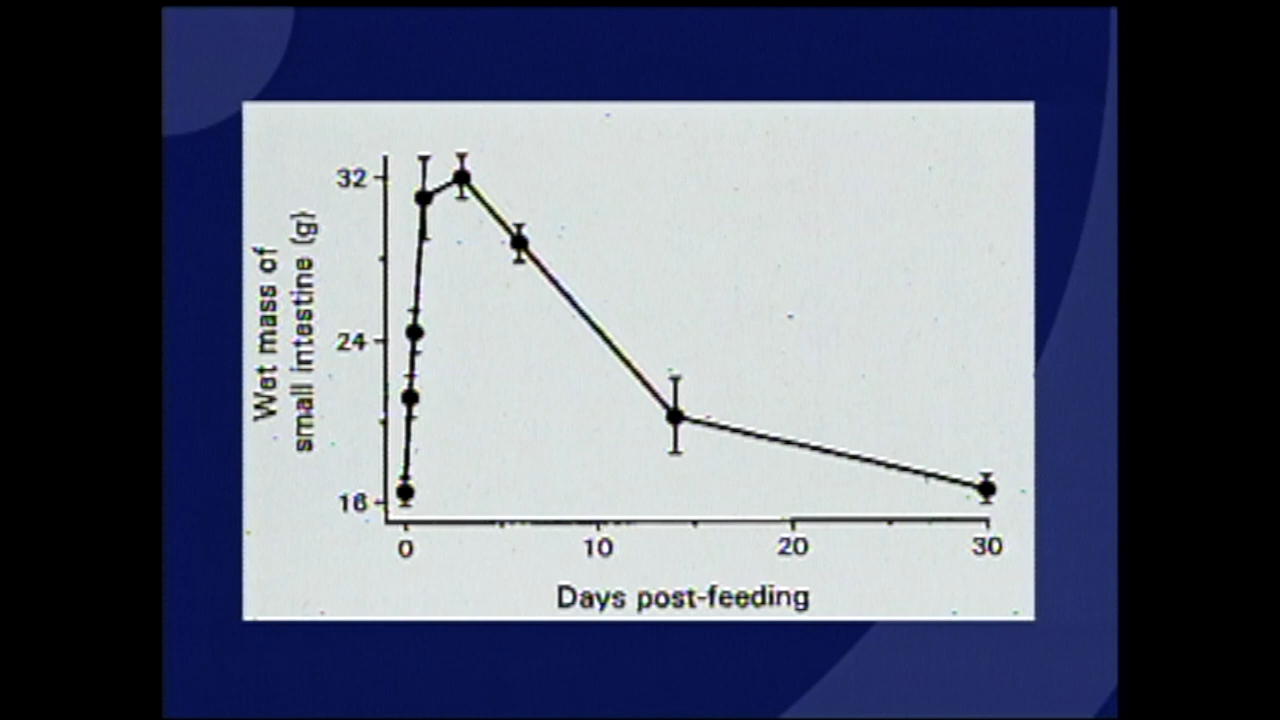 32
24
16
Wet mass of
small intestine (g)
0 10 20 30
Days post-feeding